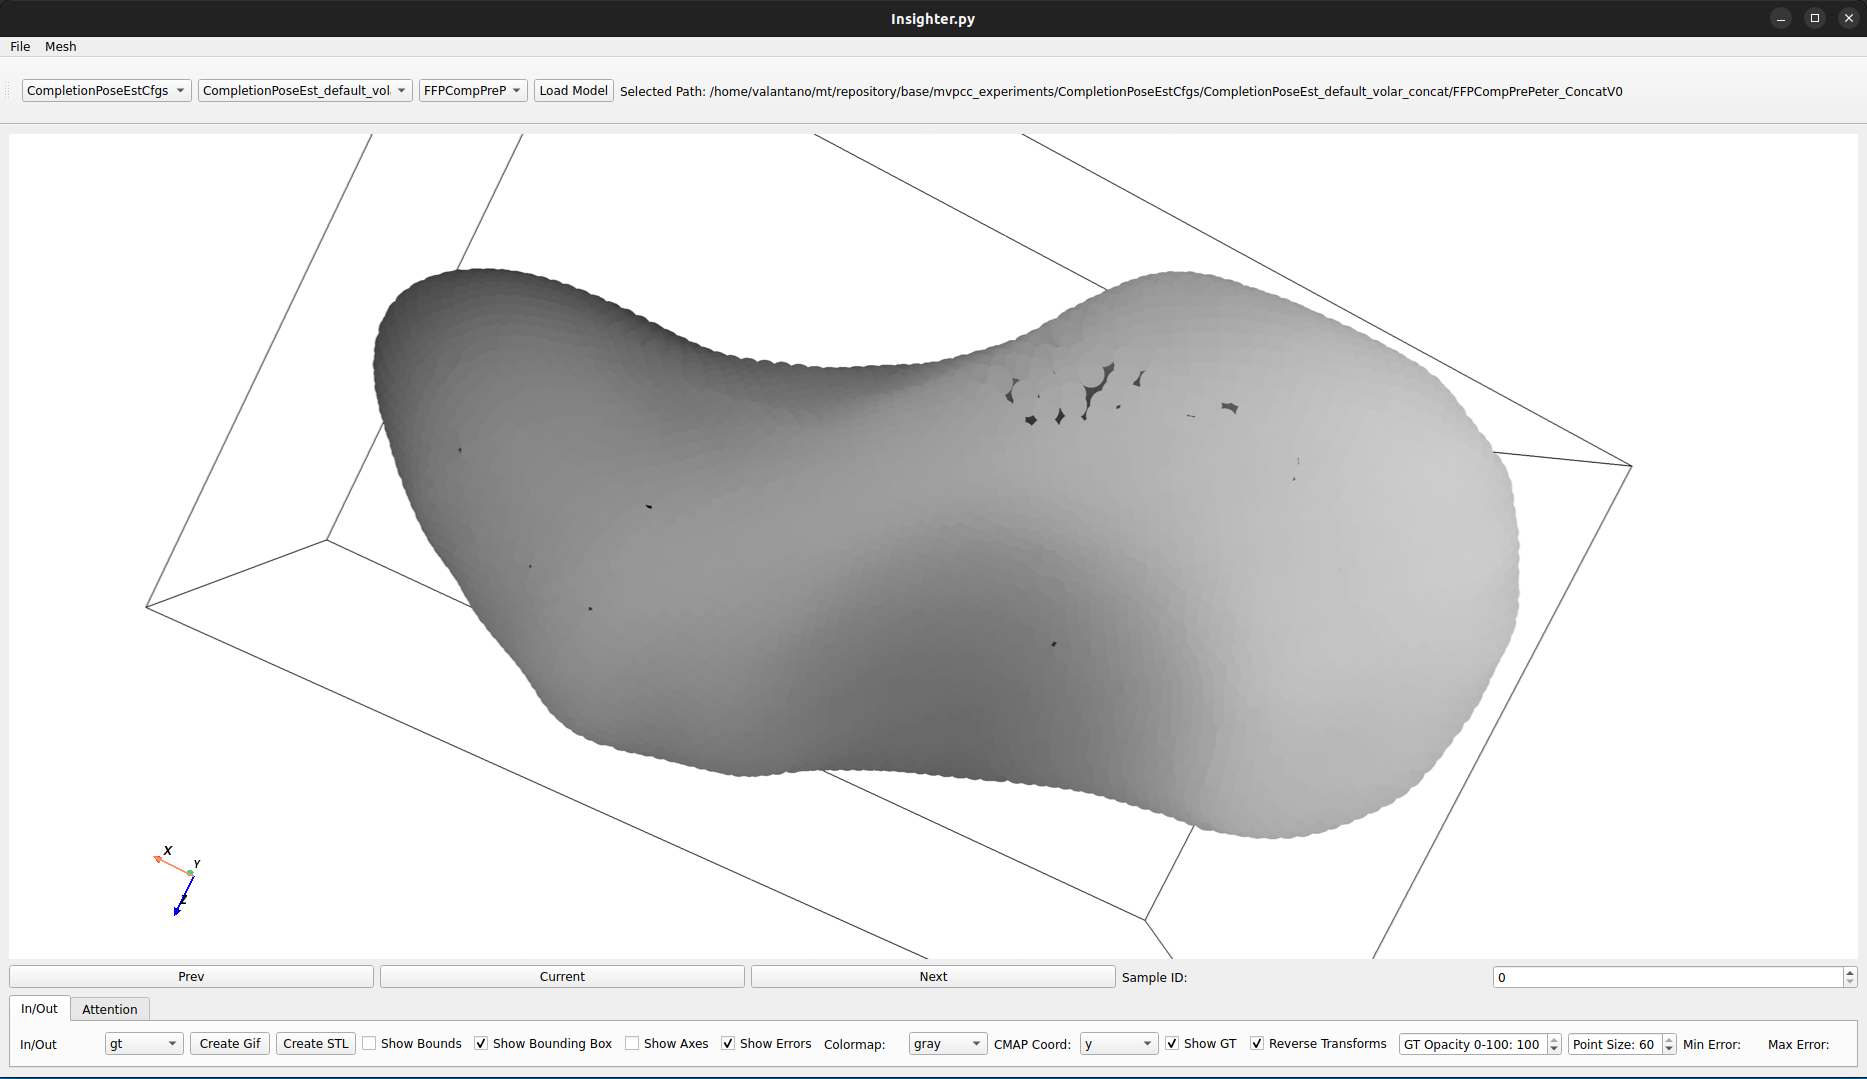 Insighter.py
File Mesh
CompletionPoseEstCfgs CompletionPoseEst_default_vol FFPCompPreP Load Model Selected Path: /home/valantano/mt/repository/base/mvpcc_experiments/CompletionPoseEstCfgs/CompletionPoseEst_default_volar_concat/FFPCompPrePeter_ConcatV0
X
Y
Z
Prev Current Next Sample ID: 0
In/Out Attention
In/Out gt Create Gif Create STL Show Bounds Show Bounding Box Show Axes Show Errors Colormap: gray CMAP Coord: y Show GT Reverse Transforms GT Opacity 0-100: 100 Point Size: 60 Min Error: Max Error: